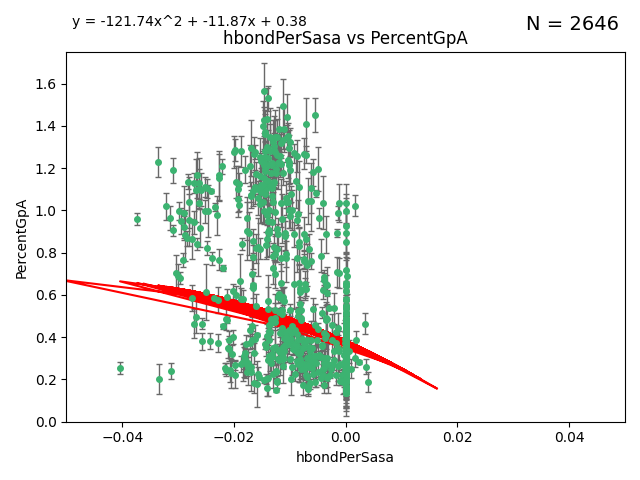 y = -121.74x^2 + -11.87x + 0.38
N = 2646
hbondPerSasa vs PercentGpA
PercentGpA
1.6
1.4
1.2
1.0
0.8
0.6
0.4
0.2
0.0
−0.04 −0.02 0.00 0.02 0.04
hbondPerSasa